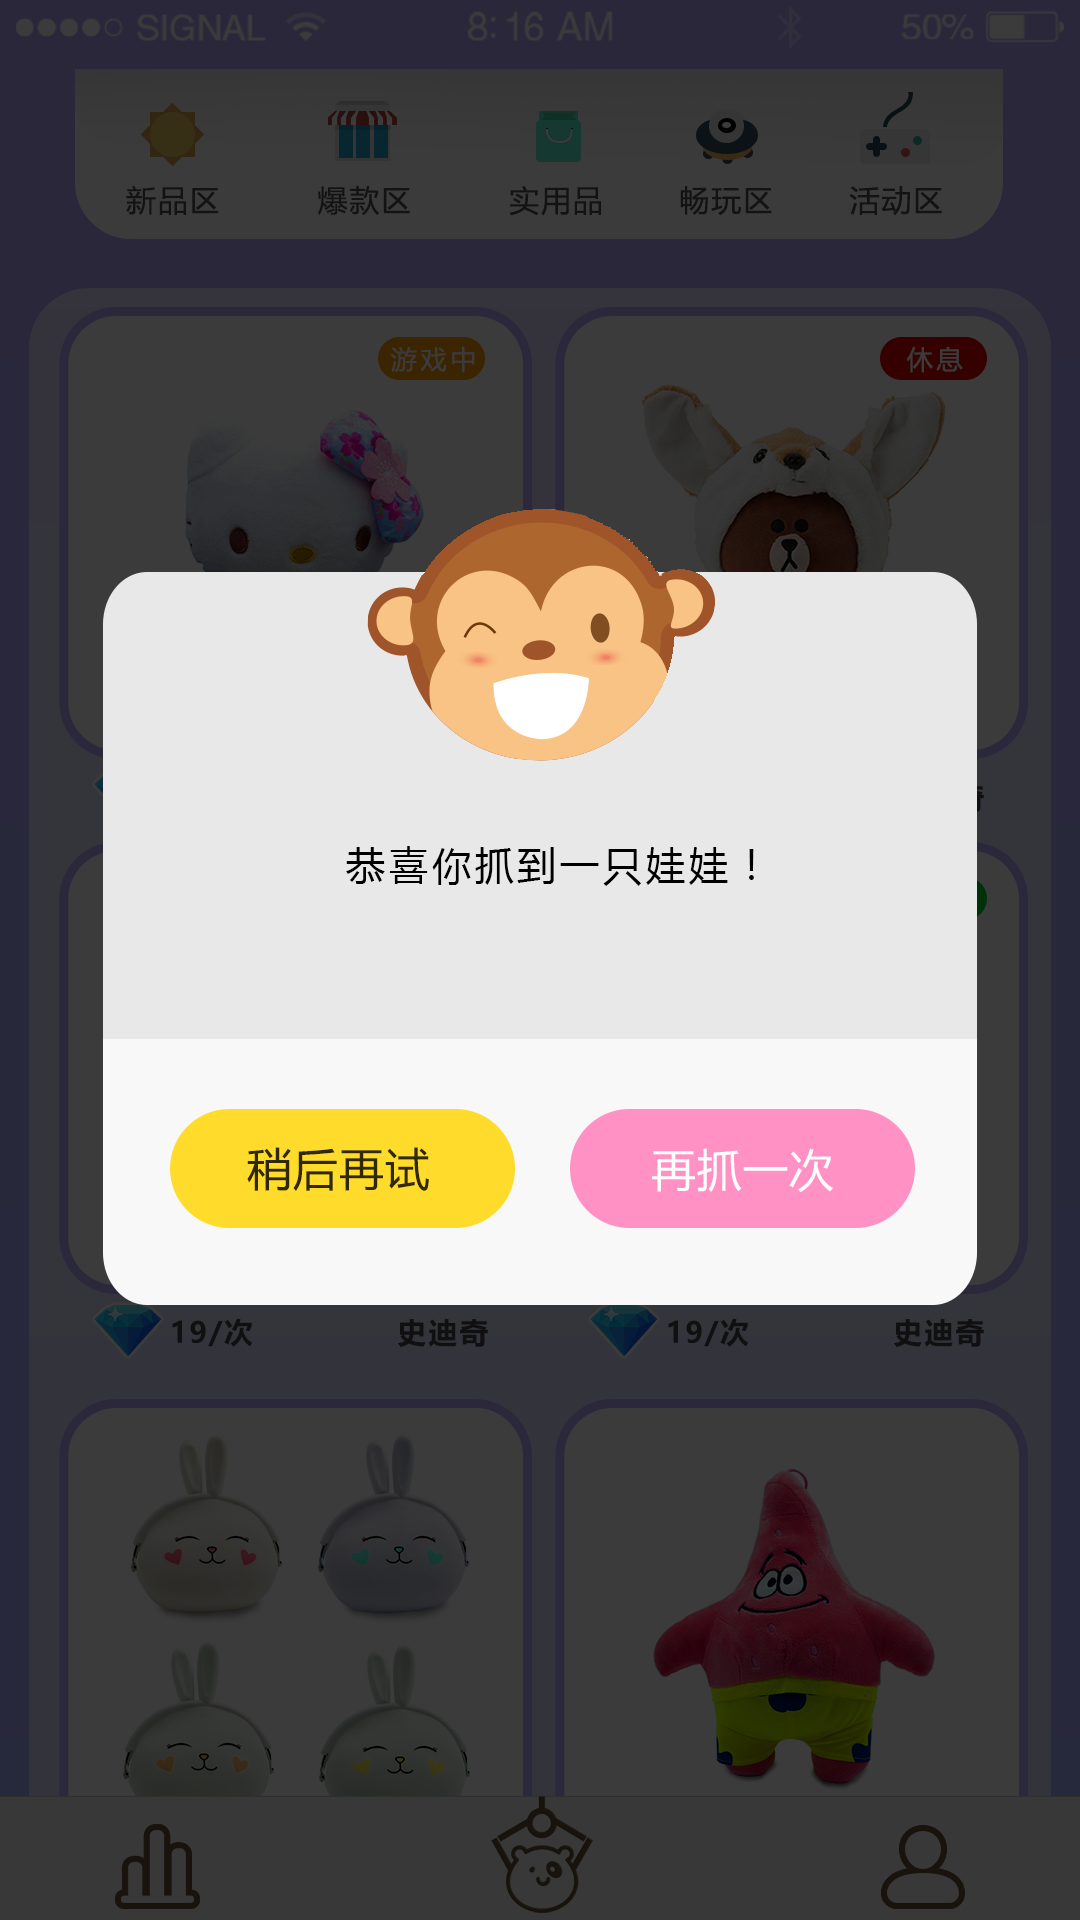 SIGNAL 8:16 AM 50%
新品区 爆款区 实用品 畅玩区 活动区
游戏中 休息
恭喜你抓到一只娃娃！
稍后再试 再抓一次
19/次 史迪奇 19/次 史迪奇